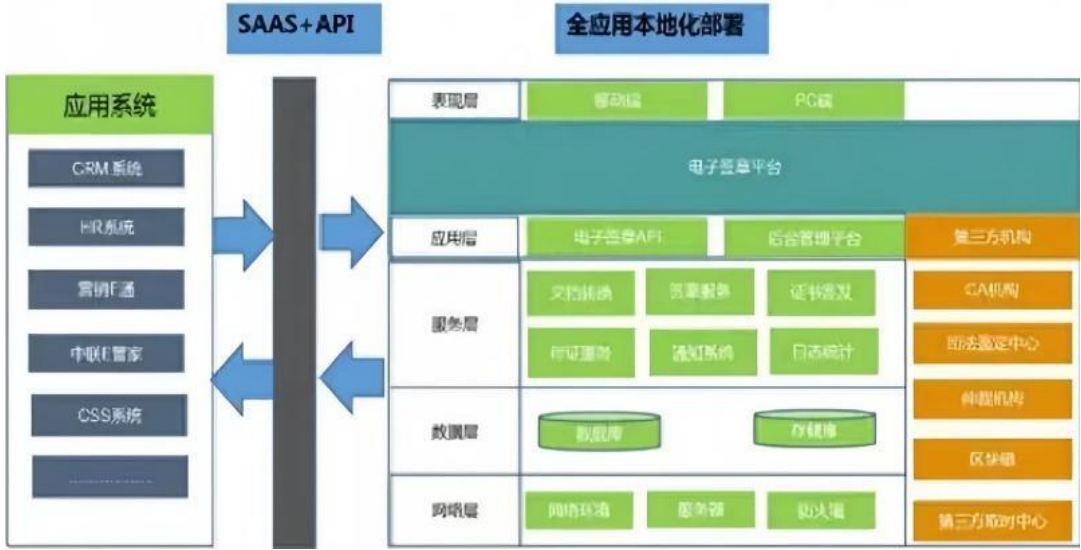 SAAS+API
全应用本地化部署
应用系统
CRM系统
HR系统
营销E通
中联E管家
CSS系统
表现层
移动端
PC端
电子签章平台
应用层
电子签章API
后台管理平台
第三方机构
服务层
文档转换
签章服务
证书签发
存证服务
通知系统
日志统计
CA机构
司法鉴定中心
仲裁机构
数据层
数据库
存储库
区块链
网络层
网络环境
服务器
防火墙
第三方取时中心